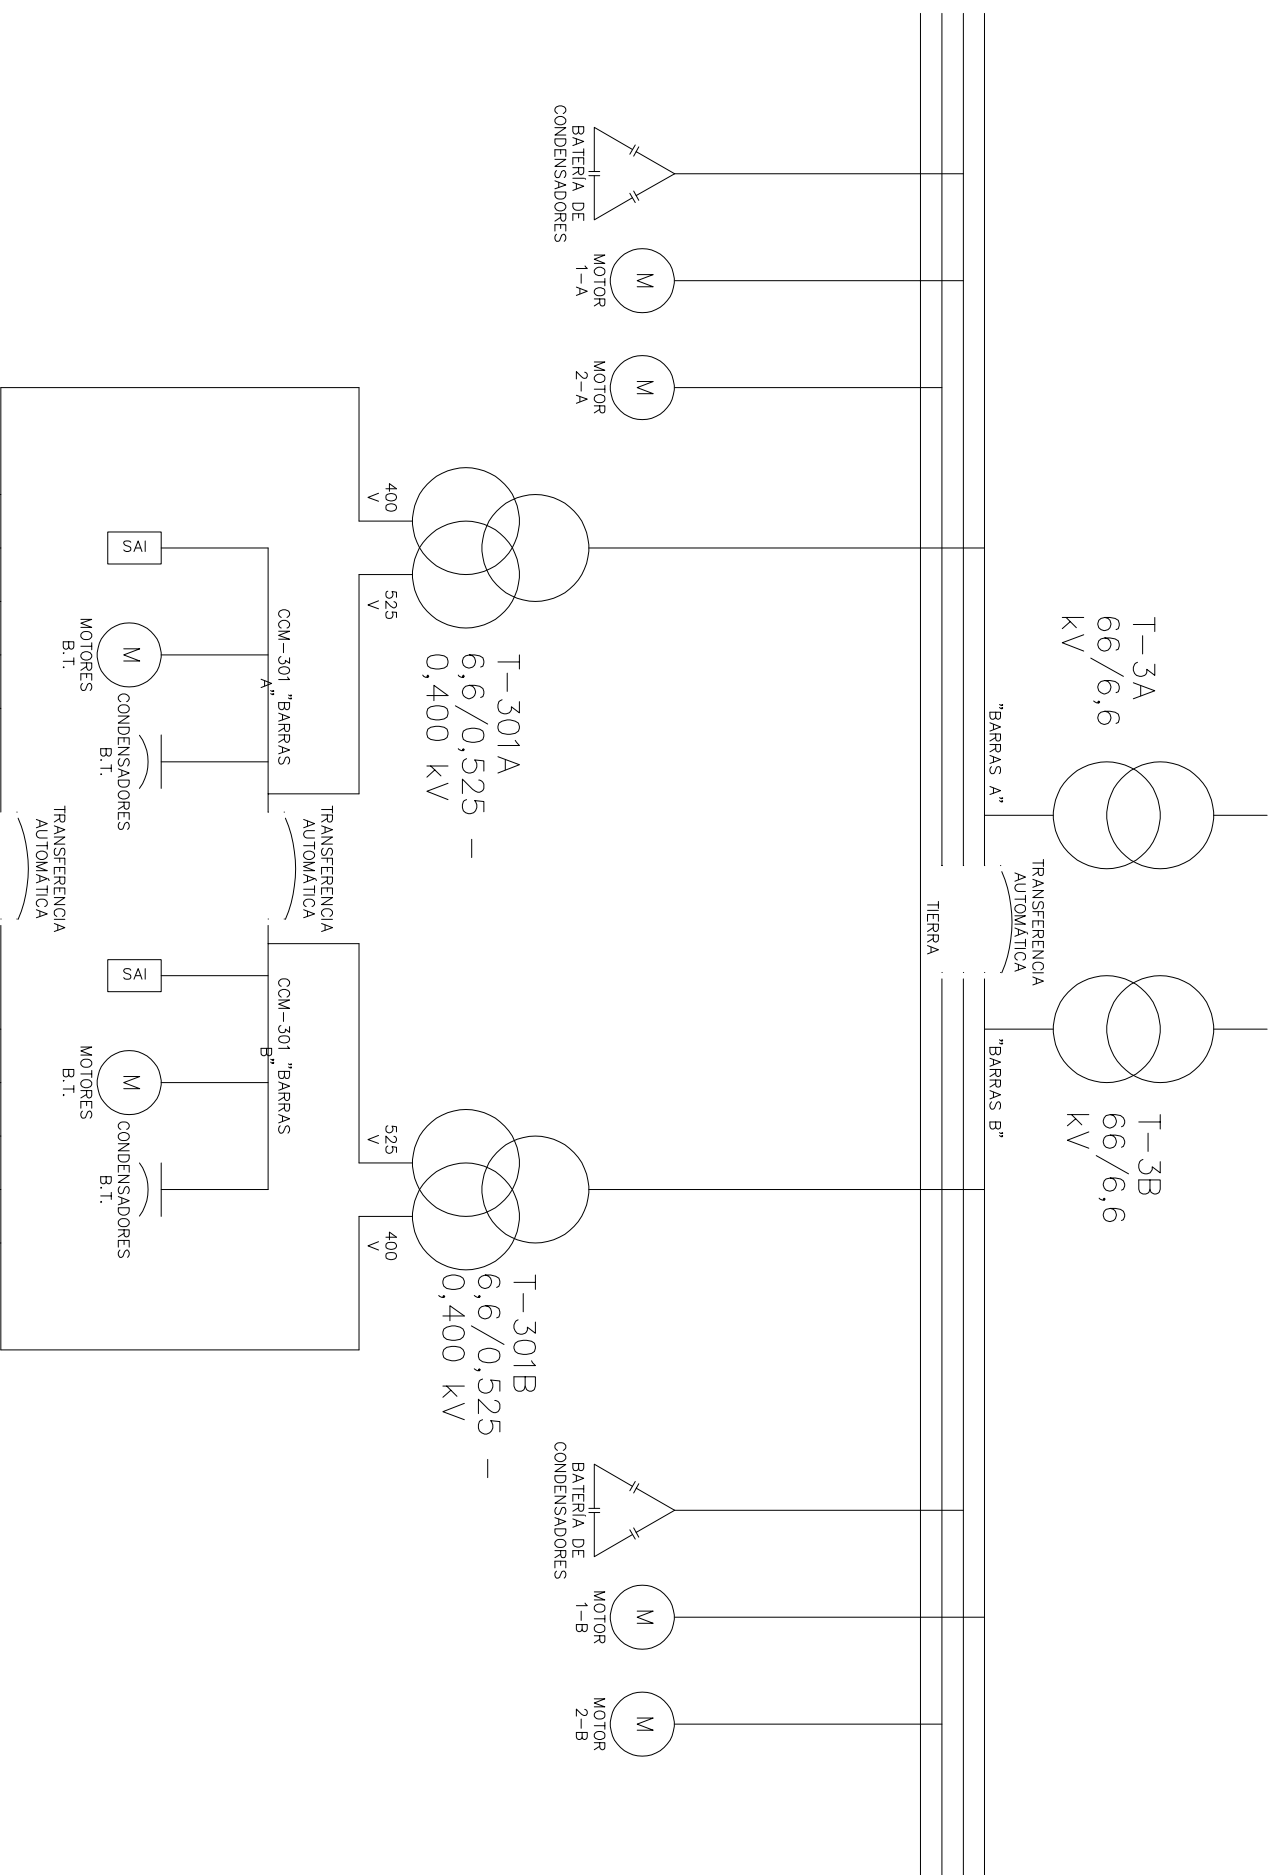 T-3A
66/6,6
kV
T-3B
66/6,6
kV
TRANSFERENCIA
AUTOMÁTICA
"BARRAS A"
"BARRAS B"
TIERRA
BATERÍA DE
CONDENSADORES
M
MOTOR
1-A
M
MOTOR
2-A
T-301A
6,6/0,525 -
0,400 kV
400
V
525
V
T-301B
6,6/0,525 -
0,400 kV
525
V
400
V
BATERÍA DE
CONDENSADORES
M
MOTOR
1-B
M
MOTOR
2-B
TRANSFERENCIA
AUTOMÁTICA
CCM-301 "BARRAS
A"
CCM-301 "BARRAS
B"
SAI
M
MOTORES
B.T.
CONDENSADORES
B.T.
SAI
M
MOTORES
B.T.
CONDENSADORES
B.T.
TRANSFERENCIA
AUTOMÁTICA